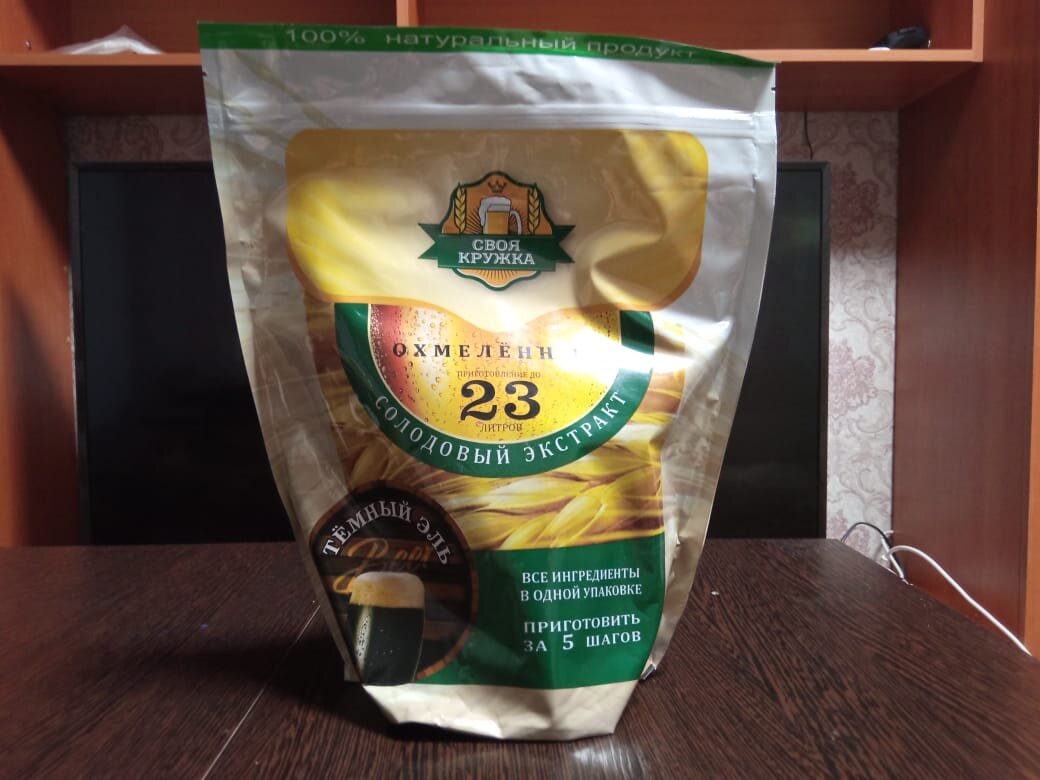 100% натуральный продукт
СВОЯ
КРУЖКА
ПРИГОТОВЛЕНИЕ ДО
23
ЛИТРОВ
СОЛОДОВЫЙ ЭКСТРАКТ
ТЁМНЫЙ ЭЛЬ
Beer
ВСЕ ИНГРЕДИЕНТЫ
В ОДНОЙ УПАКОВКЕ
ПРИГОТОВИТЬ
ЗА 5 ШАГОВ